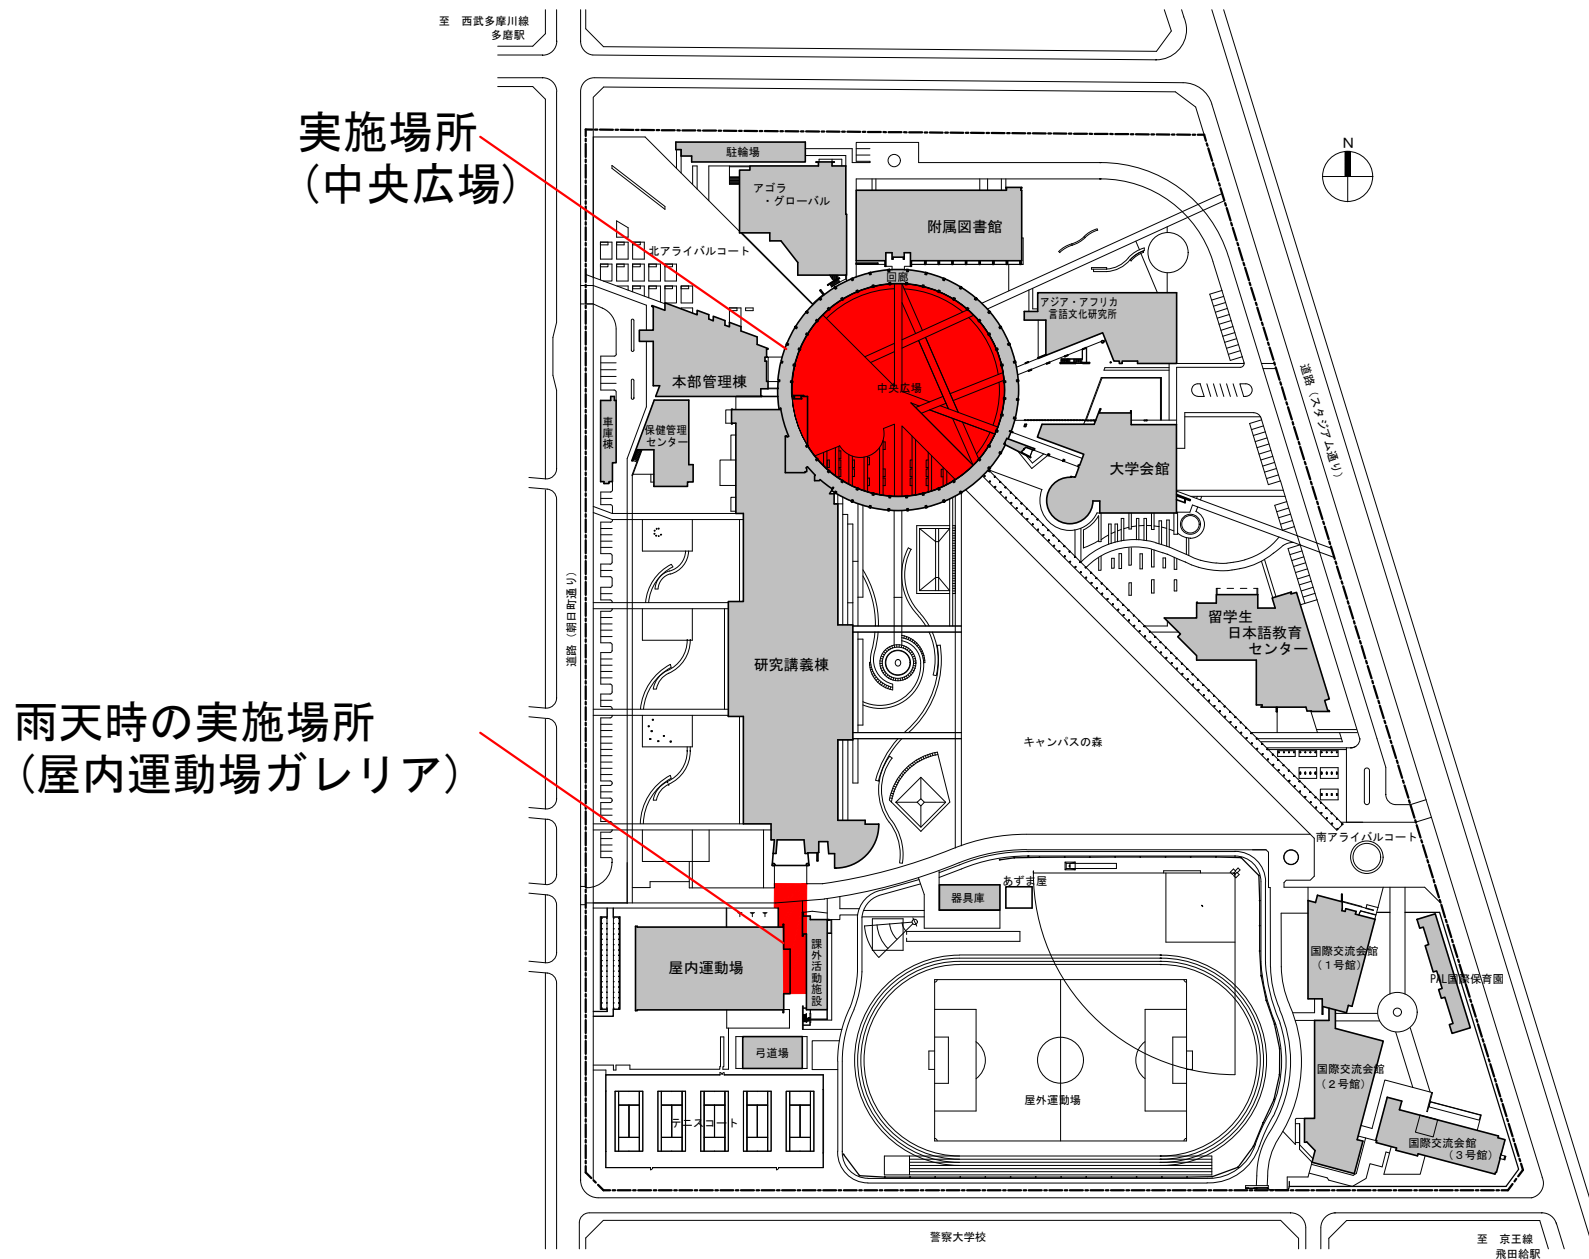 至　西武多摩川線
多磨駅
実施場所
（中央広場）
N
駐輪場
アゴラ
・グローバル
附属図書館
北アライバルコート
回廊
アジア・アフリカ
言語文化研究所
本部管理棟
中央広場
車庫棟
保健管理
センター
大学会館
道路（スタジアム通り）
道路（朝日町通り）
留学生
日本語教育
センター
研究講義棟
雨天時の実施場所
（屋内運動場ガレリア）
キャンパスの森
南アライバルコート
あずま屋
器具庫
課外活動施設
屋内運動場
国際交流会館
（１号館）
PAL国際保育園
弓道場
国際交流会館
（２号館）
屋外運動場
テニスコート
国際交流会館
（３号館）
警察大学校
至　京王線
飛田給駅